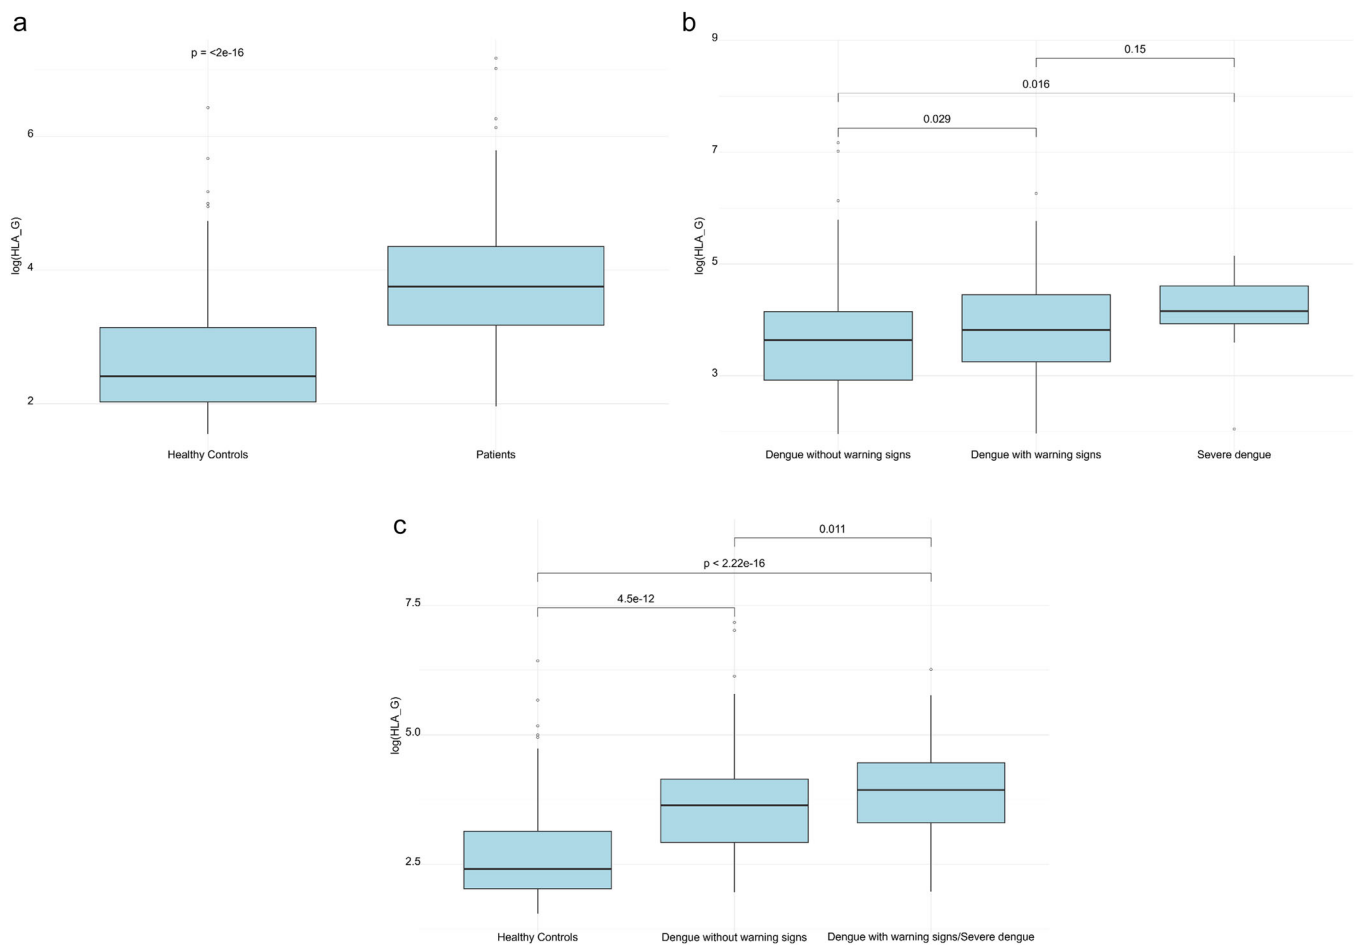 a
p = <2e-16
6
4
2
log(HLA_G)
Healthy Controls
Patients
b
9
7
5
3
log(HLA_G)
0.15
0.016
0.029
Dengue without warning signs
Dengue with warning signs
Severe dengue
c
0.011
p < 2.22e-16
4.5e-12
7.5
5.0
2.5
log(HLA_G)
Healthy Controls
Dengue without warning signs
Dengue with warning signs/Severe dengue